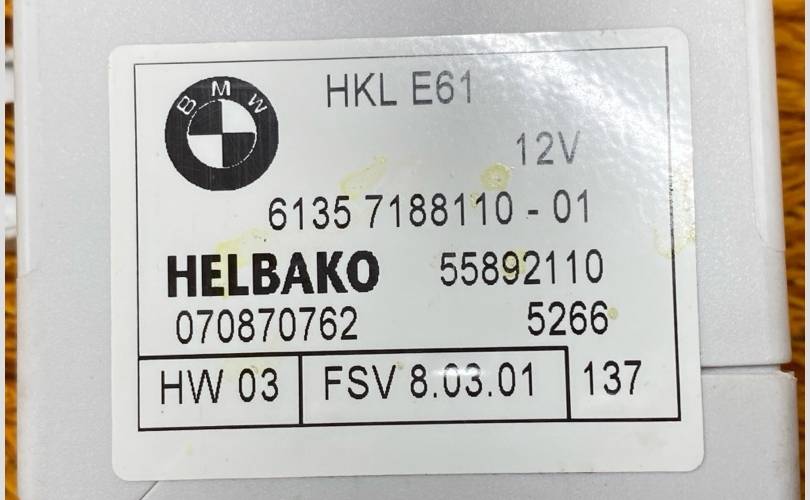 BMW
HKL E61
12V
6135 7188110 - 01
HELBAKO 55892110
070870762 5266
HW 03 FSV 8.03.01 137